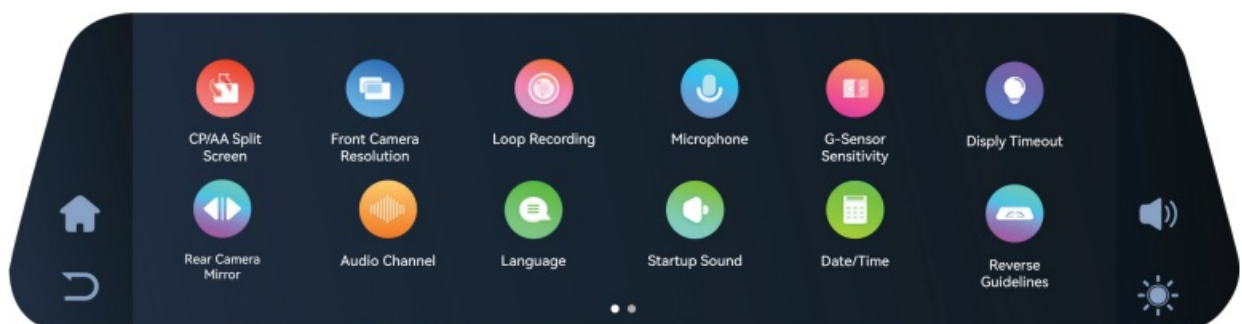 CP/AA Split
Screen
Front Camera
Resolution
Loop Recording
Microphone
G-Sensor
Sensitivity
Disply Timeout
Rear Camera
Mirror
Audio Channel
Language
Startup Sound
Date/Time
Reverse
Guidelines